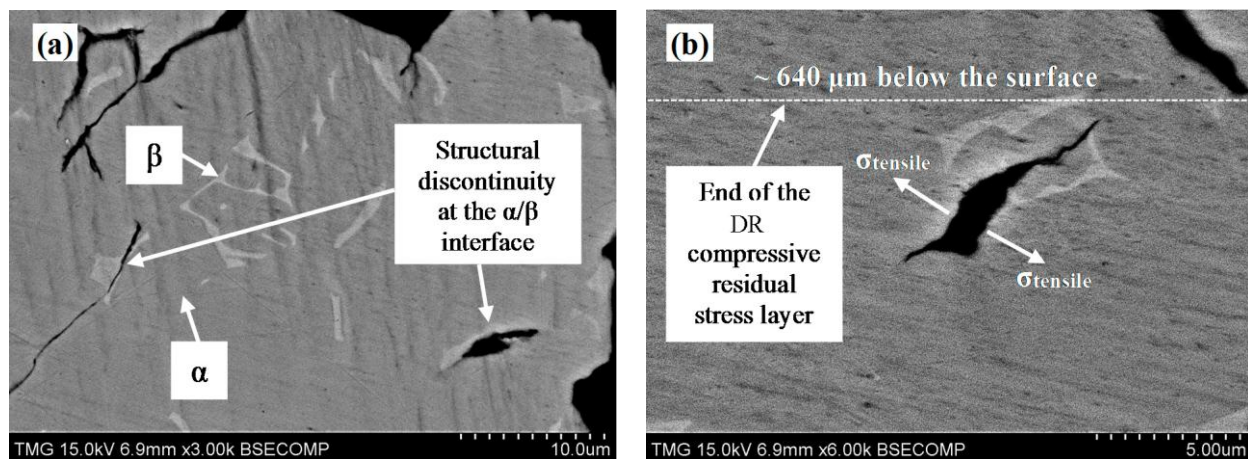 (a)
β
Structural
discontinuity
at the α/β
interface
α
TMG 15.0kV 6.9mm x3.00k BSECOMP
10.0um
(b)
~ 640 μm below the surface
σtensile
End of the
DR
compressive
residual
stress layer
σtensile
TMG 15.0kV 6.9mm x6.00k BSECOMP
5.00um